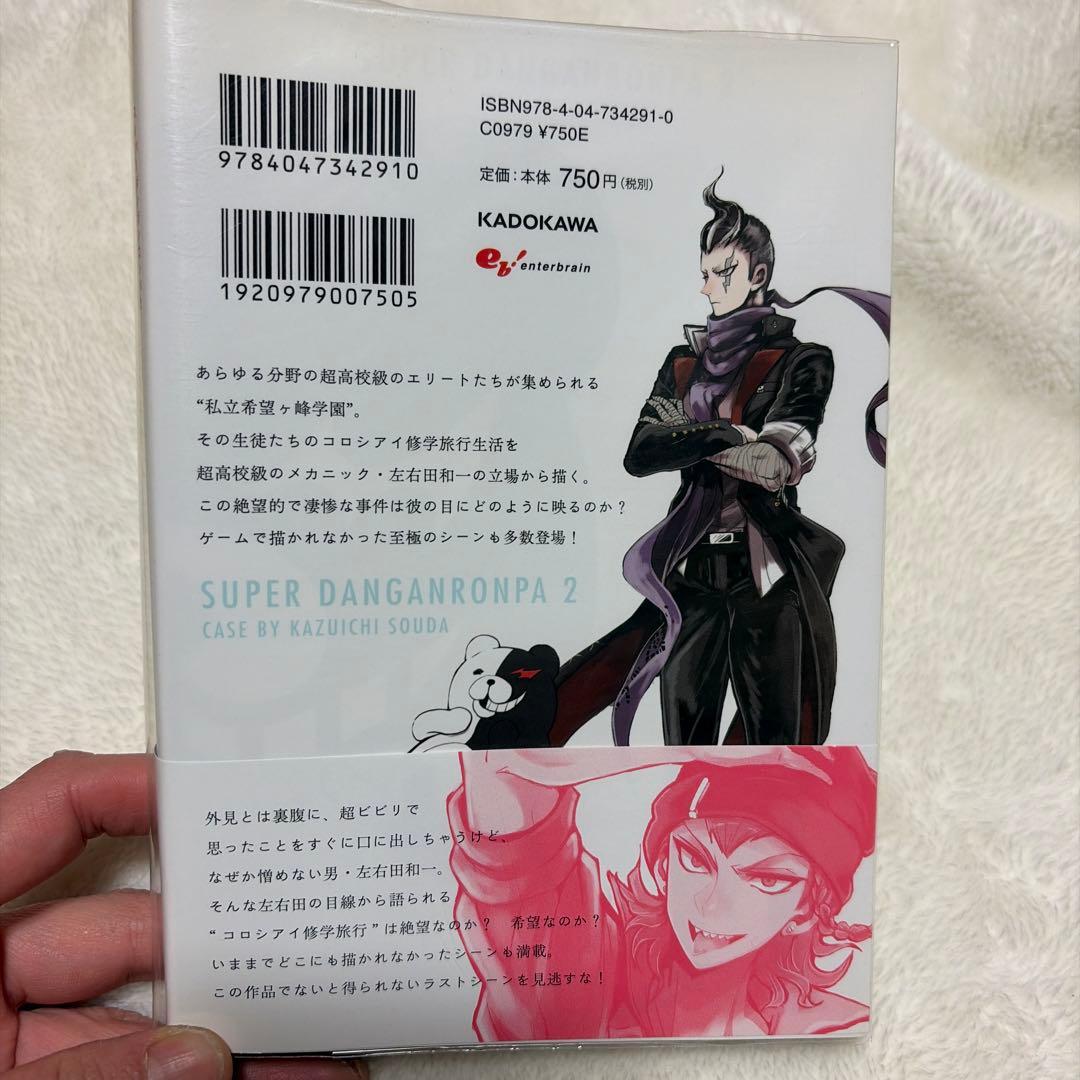 9784047342910
1920979007505
ISBN978-4-04-734291-0
C0979 ¥750E
定価：本体 750円（税別）
KADOKAWA
eb! enterbrain
あらゆる分野の超高校級のエリートたちが集められる
“私立希望ヶ峰学園”。
その生徒たちのコロシアイ修学旅行生活を
超高校級のメカニック・左右田和一の立場から描く。
この絶望的で凄惨な事件は彼の目にどのように映るのか？
ゲームで描かれなかった至極のシーンも多数登場！
SUPER DANGANRONPA 2
CASE BY KAZUICHI SOUDA
外見とは裏腹に、超ビビりで
思ったことをすぐに口に出しちゃうけど、
なぜか憎めない男・左右田和一。
そんな左右田の目線から語られる
“コロシアイ修学旅行”は絶望なのか？　希望なのか？
いままでどこにも描かれなかったシーンも満載。
この作品でないと得られないラストシーンを見逃すな！